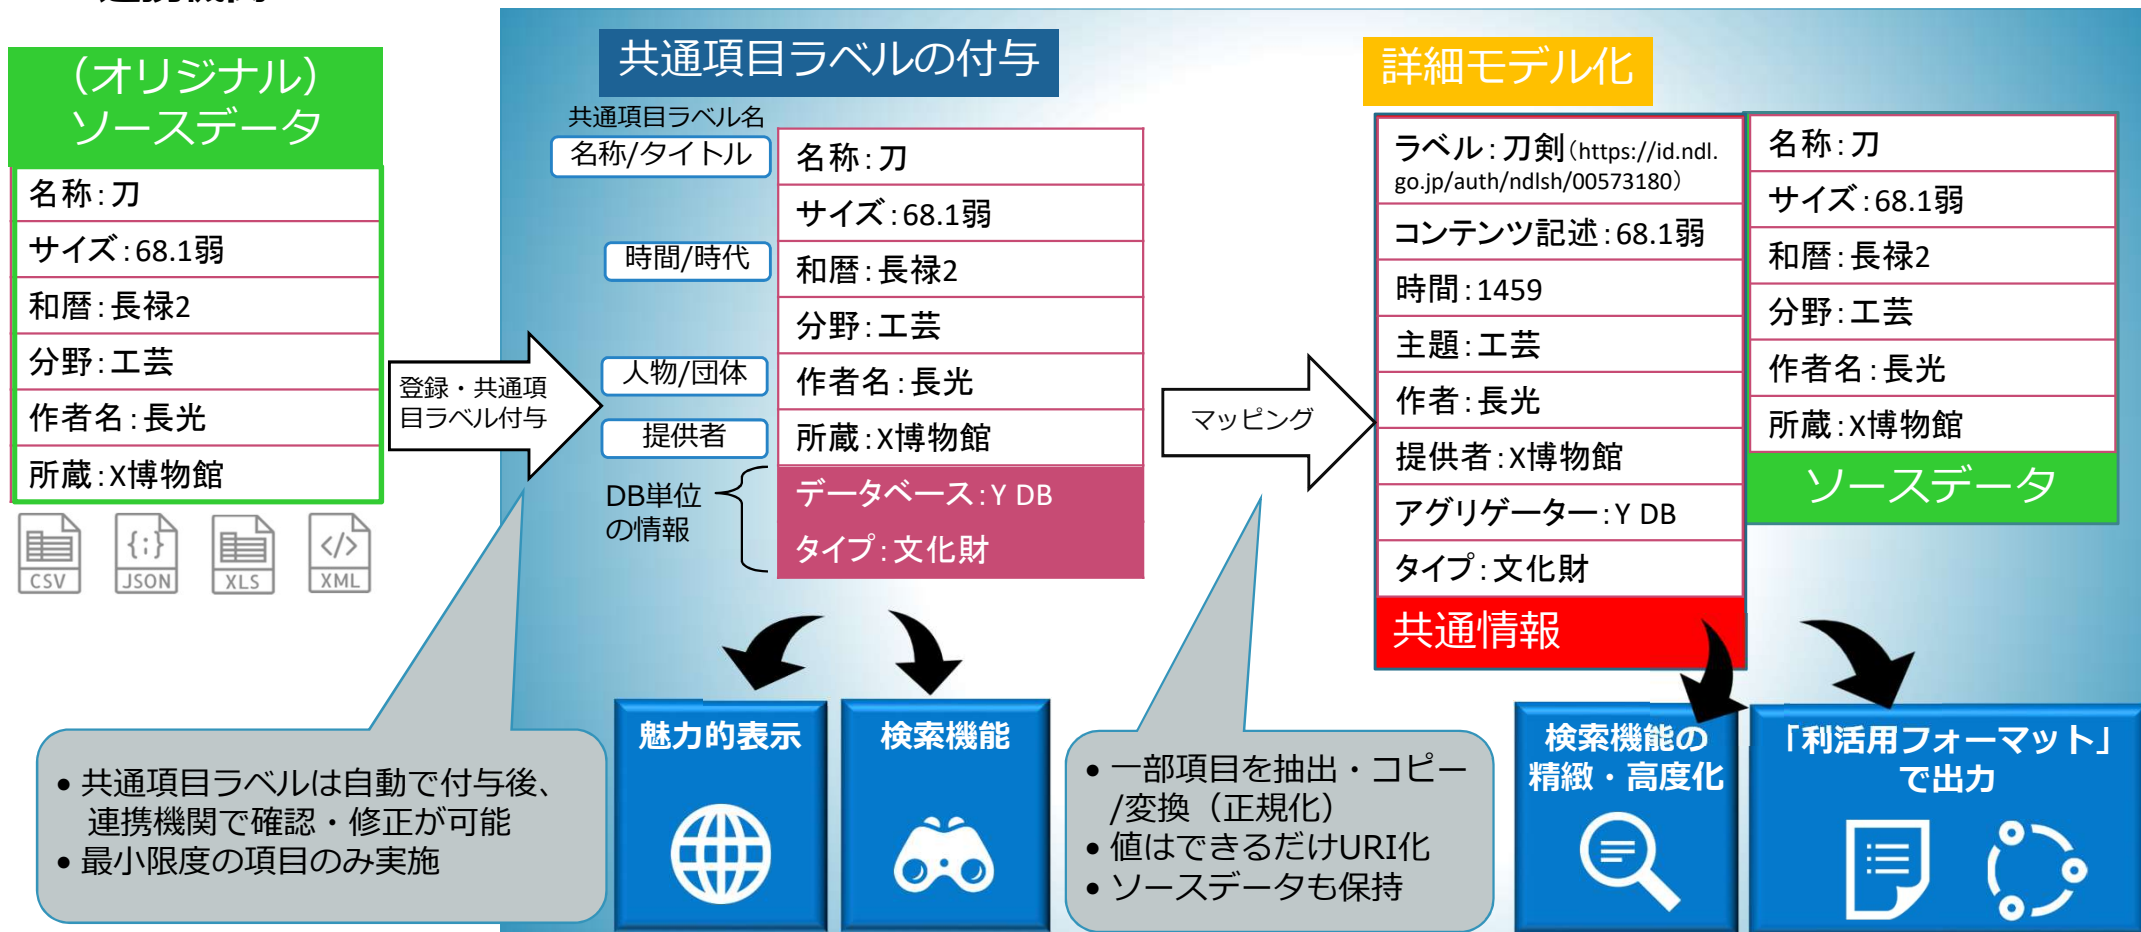 （オリジナル）
ソースデータ
名称：刀
サイズ：68.1弱
和暦：長禄2
分野：工芸
作者名：長光
所蔵：X博物館
CSV
JSON
XLS
XML
登録・共通項
目ラベル付与
・共通項目ラベルは自動で付与後、
連携機関で確認・修正が可能
・最小限度の項目のみ実施
共通項目ラベルの付与
共通項目ラベル名
名称/タイトル
時間/時代
人物/団体
提供者
DB単位
の情報
名称：刀
サイズ：68.1弱
和暦：長禄2
分野：工芸
作者名：長光
所蔵：X博物館
データベース：Y DB
タイプ：文化財
魅力的表示
検索機能
マッピング
・一部項目を抽出・コピー
/変換（正規化）
・値はできるだけURI化
・ソースデータも保持
詳細モデル化
ラベル：刀剣（https://id.ndl.
go.jp/auth/ndlsh/00573180）
コンテンツ記述：68.1弱
時間：1459
主題：工芸
作者：長光
提供者：X博物館
アグリゲーター：Y DB
タイプ：文化財
共通情報
名称：刀
サイズ：68.1弱
和暦：長禄2
分野：工芸
作者名：長光
所蔵：X博物館
ソースデータ
検索機能の
精緻・高度化
「利活用フォーマット」
で出力